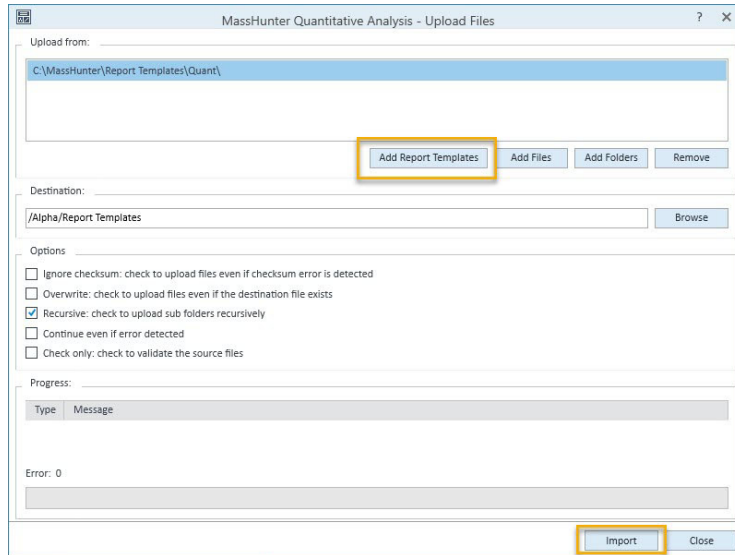 MassHunter Quantitative Analysis - Upload Files
Upload from:
C:\MassHunter\Report Templates\Quant\
Add Report Templates Add Files Add Folders Remove
Destination:
/Alpha/Report Templates Browse
Options
Ignore checksum: check to upload files even if checksum error is detected
Overwrite: check to upload files even if the destination file exists
Recursive: check to upload sub folders recursively
Continue even if error detected
Check only: check to validate the source files
Progress:
Type Message
Error: 0
Import Close